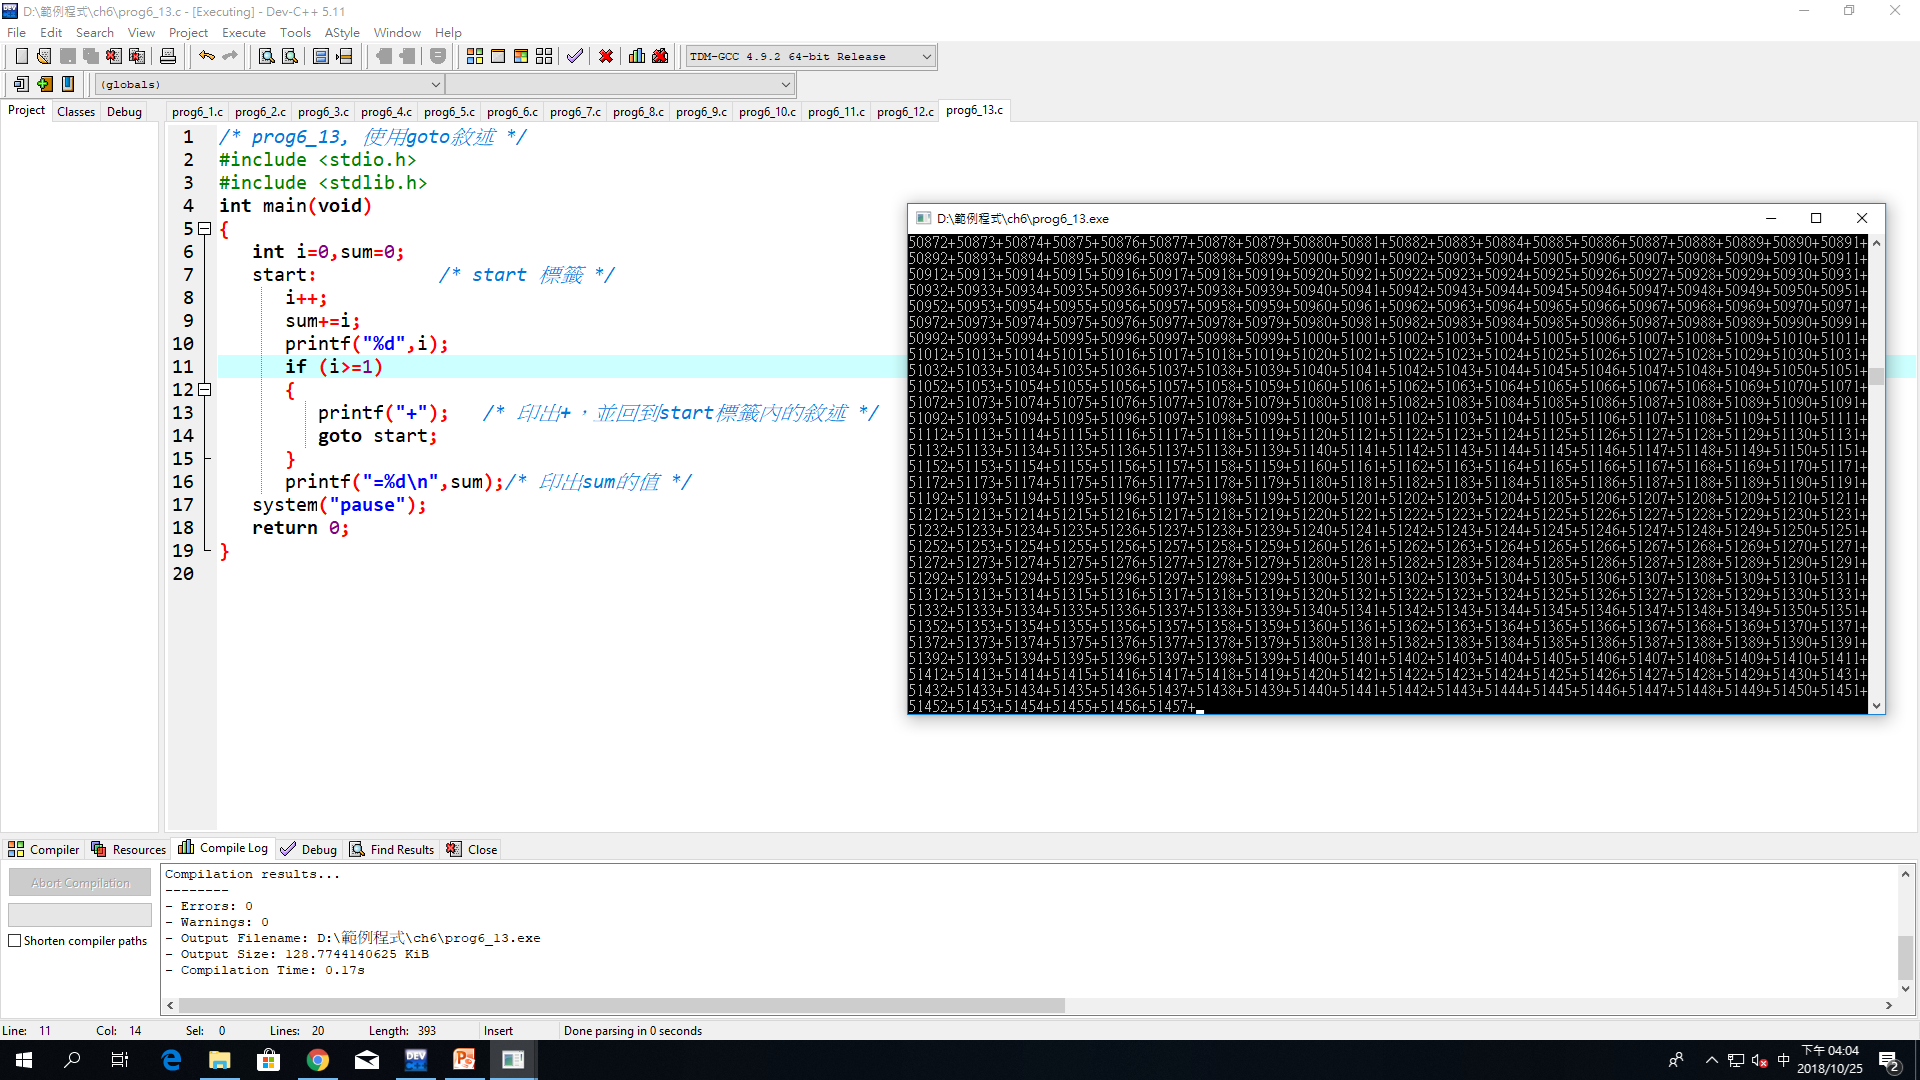 D:\範例程式\ch6\prog6_13.c - [Executing] - Dev-C++ 5.11
File Edit Search View Project Execute Tools AStyle Window Help
TDM-GCC 4.9.2 64-bit Release
(globals)
Project Classes Debug
prog6_1.c prog6_2.c prog6_3.c prog6_4.c prog6_5.c prog6_6.c prog6_7.c prog6_8.c prog6_9.c prog6_10.c prog6_11.c prog6_12.c prog6_13.c
1 /* prog6_13, 使用goto敘述 */
2 #include <stdio.h>
3 #include <stdlib.h>
4 int main(void)
5 {
6 int i=0,sum=0;
7 start: /* start 標籤 */
8 i++;
9 sum+=i;
10 printf("%d",i);
11 if (i>=1)
12 {
13 printf("+"); /* 印出+，並回到start標籤內的敘述 */
14 goto start;
15 }
16 printf("=%d\n",sum);/* 印出sum的值 */
17 system("pause");
18 return 0;
19 }
20
D:\範例程式\ch6\prog6_13.exe
50872+50873+50874+50875+50876+50877+50878+50879+50880+50881+50882+50883+50884+50885+50886+50887+50888+50889+50890+50891+
50892+50893+50894+50895+50896+50897+50898+50899+50900+50901+50902+50903+50904+50905+50906+50907+50908+50909+50910+50911+
50912+50913+50914+50915+50916+50917+50918+50919+50920+50921+50922+50923+50924+50925+50926+50927+50928+50929+50930+50931+
50932+50933+50934+50935+50936+50937+50938+50939+50940+50941+50942+50943+50944+50945+50946+50947+50948+50949+50950+50951+
50952+50953+50954+50955+50956+50957+50958+50959+50960+50961+50962+50963+50964+50965+50966+50967+50968+50969+50970+50971+
50972+50973+50974+50975+50976+50977+50978+50979+50980+50981+50982+50983+50984+50985+50986+50987+50988+50989+50990+50991+
50992+50993+50994+50995+50996+50997+50998+50999+51000+51001+51002+51003+51004+51005+51006+51007+51008+51009+51010+51011+
51012+51013+51014+51015+51016+51017+51018+51019+51020+51021+51022+51023+51024+51025+51026+51027+51028+51029+51030+51031+
51032+51033+51034+51035+51036+51037+51038+51039+51040+51041+51042+51043+51044+51045+51046+51047+51048+51049+51050+51051+
51052+51053+51054+51055+51056+51057+51058+51059+51060+51061+51062+51063+51064+51065+51066+51067+51068+51069+51070+51071+
51072+51073+51074+51075+51076+51077+51078+51079+51080+51081+51082+51083+51084+51085+51086+51087+51088+51089+51090+51091+
51092+51093+51094+51095+51096+51097+51098+51099+51100+51101+51102+51103+51104+51105+51106+51107+51108+51109+51110+51111+
51112+51113+51114+51115+51116+51117+51118+51119+51120+51121+51122+51123+51124+51125+51126+51127+51128+51129+51130+51131+
51132+51133+51134+51135+51136+51137+51138+51139+51140+51141+51142+51143+51144+51145+51146+51147+51148+51149+51150+51151+
51152+51153+51154+51155+51156+51157+51158+51159+51160+51161+51162+51163+51164+51165+51166+51167+51168+51169+51170+51171+
51172+51173+51174+51175+51176+51177+51178+51179+51180+51181+51182+51183+51184+51185+51186+51187+51188+51189+51190+51191+
51192+51193+51194+51195+51196+51197+51198+51199+51200+51201+51202+51203+51204+51205+51206+51207+51208+51209+51210+51211+
51212+51213+51214+51215+51216+51217+51218+51219+51220+51221+51222+51223+51224+51225+51226+51227+51228+51229+51230+51231+
51232+51233+51234+51235+51236+51237+51238+51239+51240+51241+51242+51243+51244+51245+51246+51247+51248+51249+51250+51251+
51252+51253+51254+51255+51256+51257+51258+51259+51260+51261+51262+51263+51264+51265+51266+51267+51268+51269+51270+51271+
51272+51273+51274+51275+51276+51277+51278+51279+51280+51281+51282+51283+51284+51285+51286+51287+51288+51289+51290+51291+
51292+51293+51294+51295+51296+51297+51298+51299+51300+51301+51302+51303+51304+51305+51306+51307+51308+51309+51310+51311+
51312+51313+51314+51315+51316+51317+51318+51319+51320+51321+51322+51323+51324+51325+51326+51327+51328+51329+51330+51331+
51332+51333+51334+51335+51336+51337+51338+51339+51340+51341+51342+51343+51344+51345+51346+51347+51348+51349+51350+51351+
51352+51353+51354+51355+51356+51357+51358+51359+51360+51361+51362+51363+51364+51365+51366+51367+51368+51369+51370+51371+
51372+51373+51374+51375+51376+51377+51378+51379+51380+51381+51382+51383+51384+51385+51386+51387+51388+51389+51390+51391+
51392+51393+51394+51395+51396+51397+51398+51399+51400+51401+51402+51403+51404+51405+51406+51407+51408+51409+51410+51411+
51412+51413+51414+51415+51416+51417+51418+51419+51420+51421+51422+51423+51424+51425+51426+51427+51428+51429+51430+51431+
51432+51433+51434+51435+51436+51437+51438+51439+51440+51441+51442+51443+51444+51445+51446+51447+51448+51449+51450+51451+
51452+51453+51454+51455+51456+51457+
Compiler Resources Compile Log Debug Find Results Close
Abort Compilation
Shorten compiler paths
Compilation results...
--------
- Errors: 0
- Warnings: 0
- Output Filename: D:\範例程式\ch6\prog6_13.exe
- Output Size: 128.7744140625 KiB
- Compilation Time: 0.17s
Line: 11 Col: 14 Sel: 0 Lines: 20 Length: 393 Insert Done parsing in 0 seconds
中
下午 04:04
2018/10/25
2